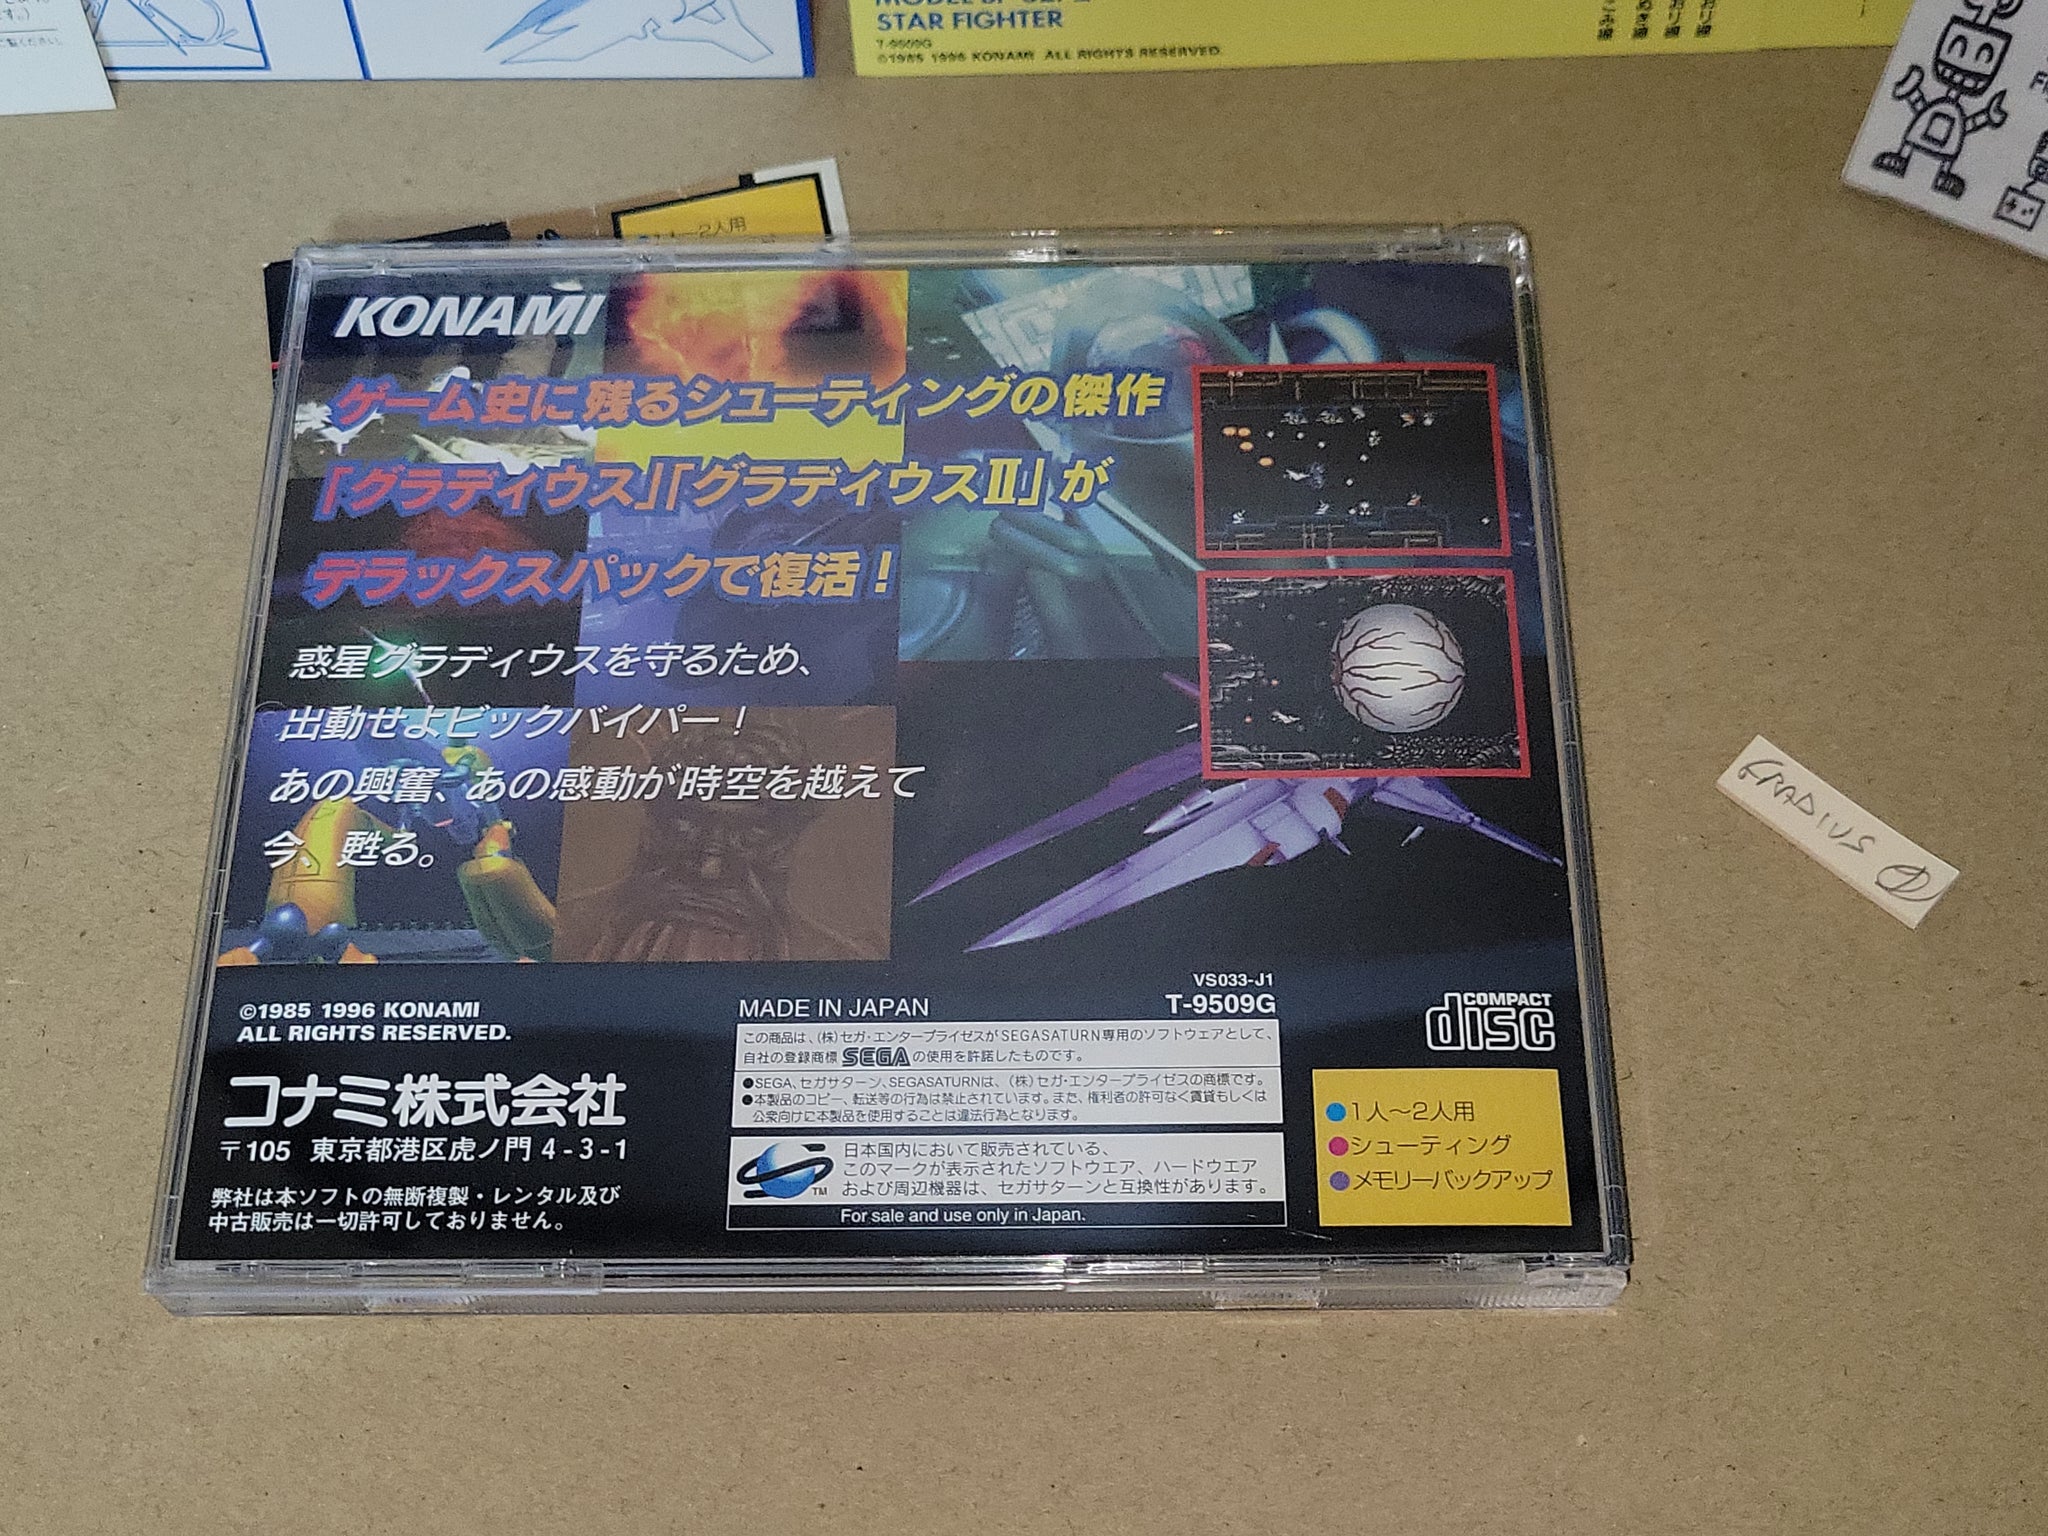 STAR FIGHTER
T-9509G
©1985 1996 KONAMI ALL RIGHTS RESERVED.
1人〜2人用
KONAMI
ゲーム史に残るシューティングの傑作
「グラディウス」「グラディウスII」が
デラックスパックで復活!
惑星グラディウスを守るため、
出動せよビックバイパー!
あの興奮、あの感動が時空を越えて
今、甦る。
©1985 1996 KONAMI
ALL RIGHTS RESERVED.
コナミ株式会社
〒105 東京都港区虎ノ門 4-3-1
弊社は本ソフトの無断複製・レンタル及び
中古販売は一切許可しておりません。
MADE IN JAPAN
VS033-J1
T-9509G
この商品は、(株)セガ・エンタープライゼスがSEGASATURN専用のソフトウェアとして、
自社の登録商標 SEGA の使用を許諾したものです。
●SEGA、セガサターン、SEGASATURNは、(株)セガ・エンタープライゼスの商標です。
●本製品のコピー、転送等の行為は禁止されています。また、権利者の許可なく賃貸もしくは
公衆向けに本製品を使用することは違法行為となります。
TM
日本国内において販売されている、
このマークが表示されたソフトウエア、ハードウエア
および周辺機器は、セガサターンと互換性があります。
For sale and use only in Japan.
COMPACT
disc
●1人〜2人用
●シューティング
●メモリーバックアップ
GRADIUS ①